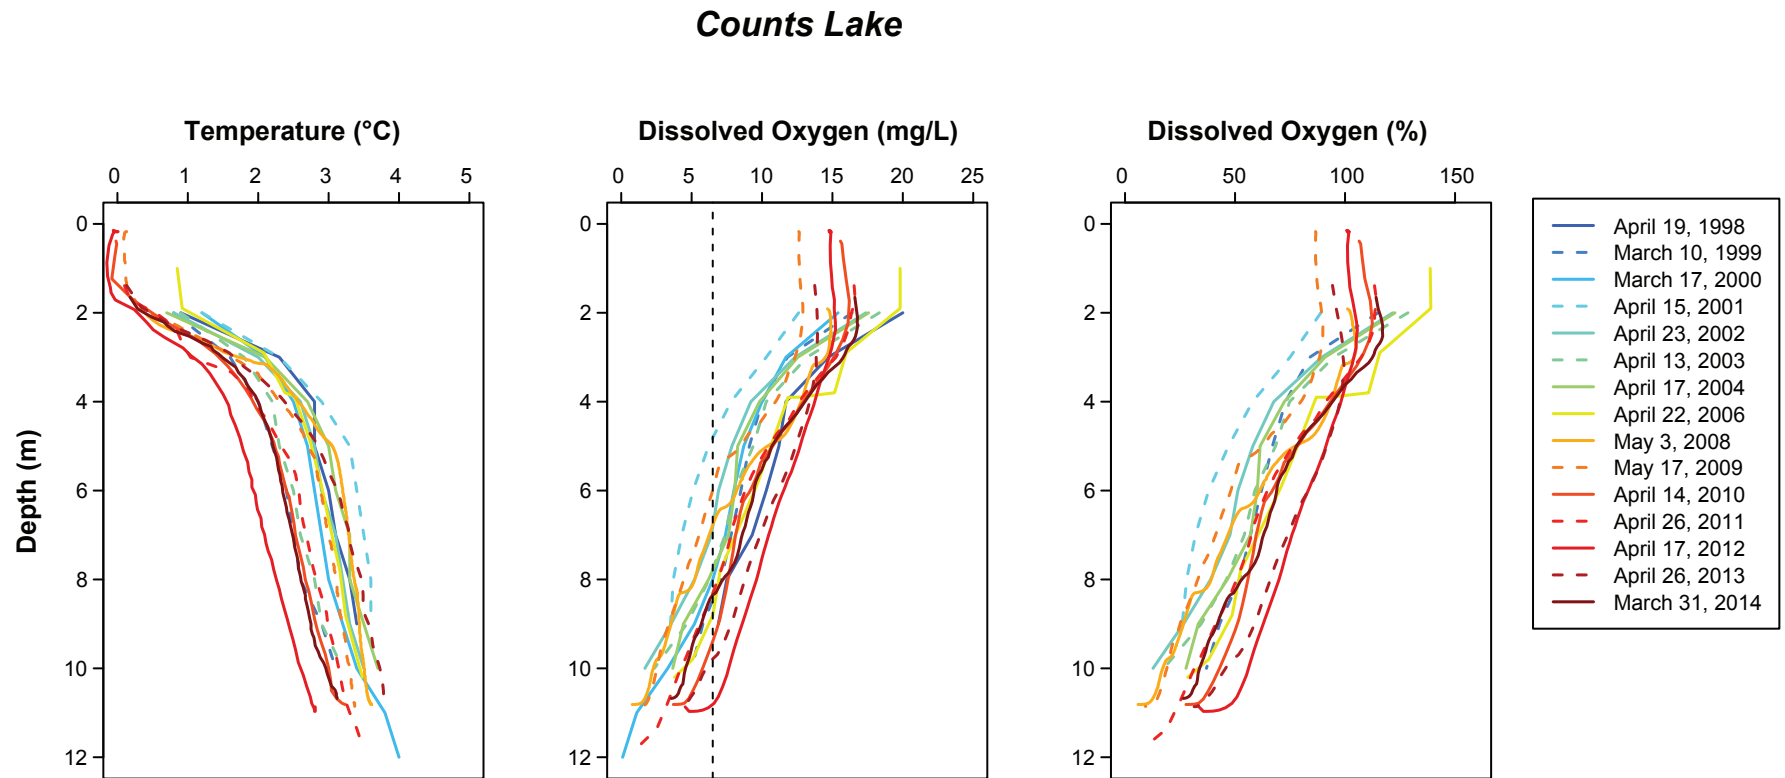 Counts Lake
Temperature (°C)
Dissolved Oxygen (mg/L)
Dissolved Oxygen (%)
0 1 2 3 4 5
0 5 10 15 20 25
0 50 100 150
Depth (m)
0
2
4
6
8
10
12
0
2
4
6
8
10
12
0
2
4
6
8
10
12
April 19, 1998
March 10, 1999
March 17, 2000
April 15, 2001
April 23, 2002
April 13, 2003
April 17, 2004
April 22, 2006
May 3, 2008
May 17, 2009
April 14, 2010
April 26, 2011
April 17, 2012
April 26, 2013
March 31, 2014